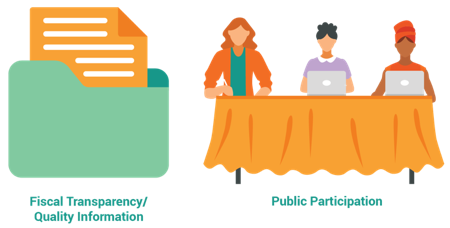 Fiscal Transparency/
Quality Information
Public Participation